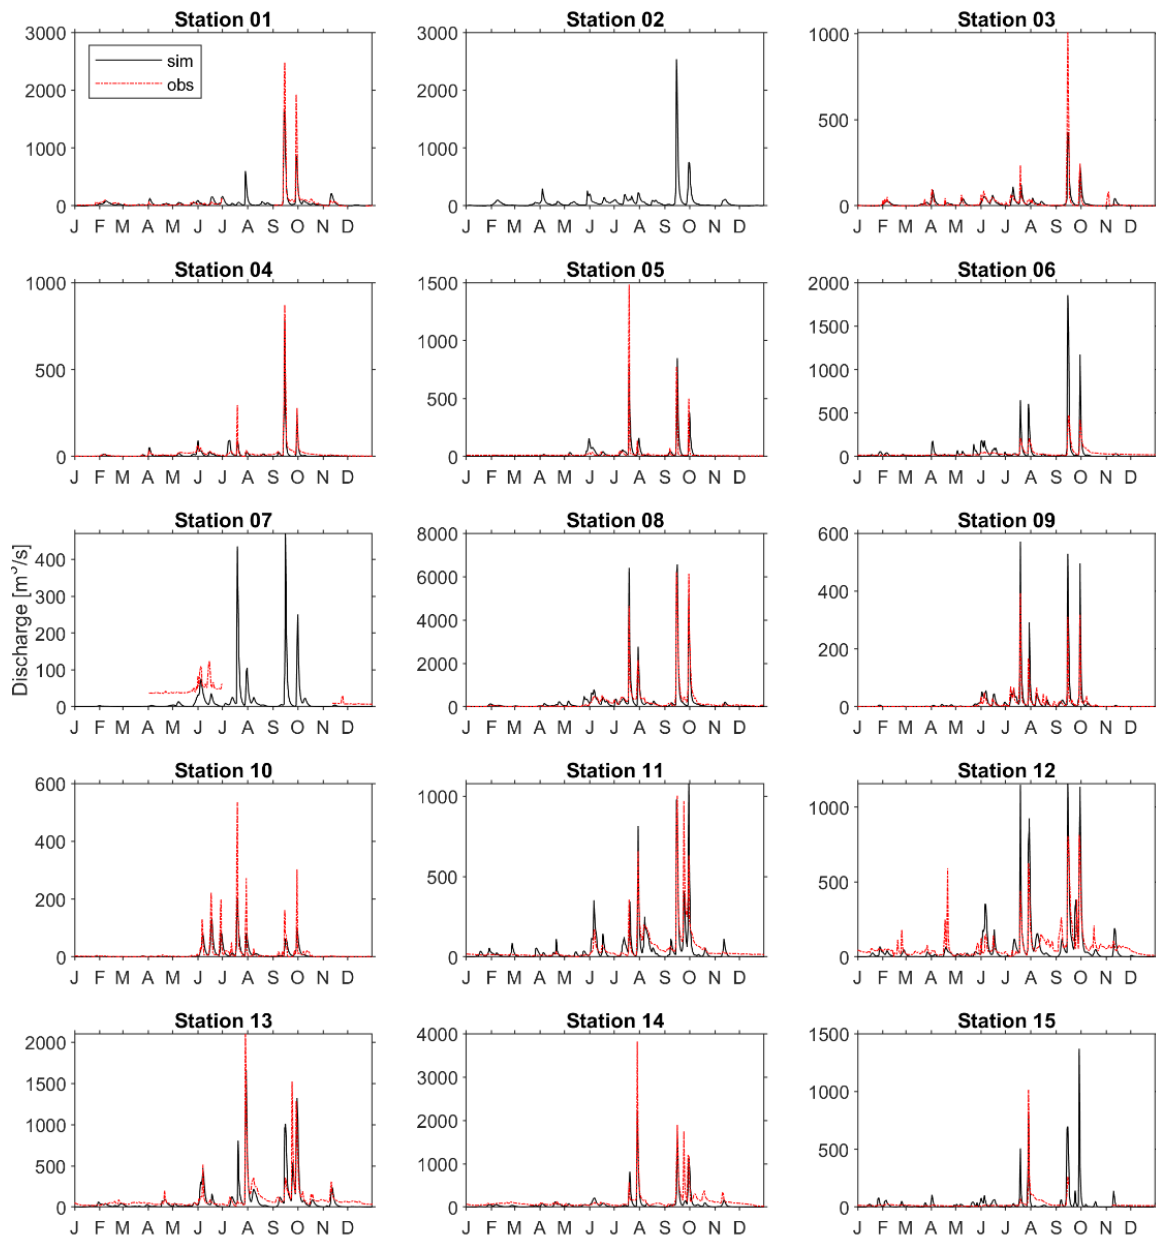 Station 01
Station 02
Station 03
3000
2000
1000
0
sim
obs
J F M A M J J A S O N D
3000
2000
1000
0
J F M A M J J A S O N D
1000
500
0
J F M A M J J A S O N D
Station 04
Station 05
Station 06
1000
500
0
J F M A M J J A S O N D
1500
1000
500
0
J F M A M J J A S O N D
2000
1500
1000
500
0
J F M A M J J A S O N D
Station 07
Station 08
Station 09
Discharge [m³/s]
400
300
200
100
0
J F M A M J J A S O N D
8000
6000
4000
2000
0
J F M A M J J A S O N D
600
400
200
0
J F M A M J J A S O N D
Station 10
Station 11
Station 12
600
400
200
0
J F M A M J J A S O N D
1000
500
0
J F M A M J J A S O N D
1000
500
0
J F M A M J J A S O N D
Station 13
Station 14
Station 15
2000
1500
1000
500
0
J F M A M J J A S O N D
4000
3000
2000
1000
0
J F M A M J J A S O N D
1500
1000
500
0
J F M A M J J A S O N D